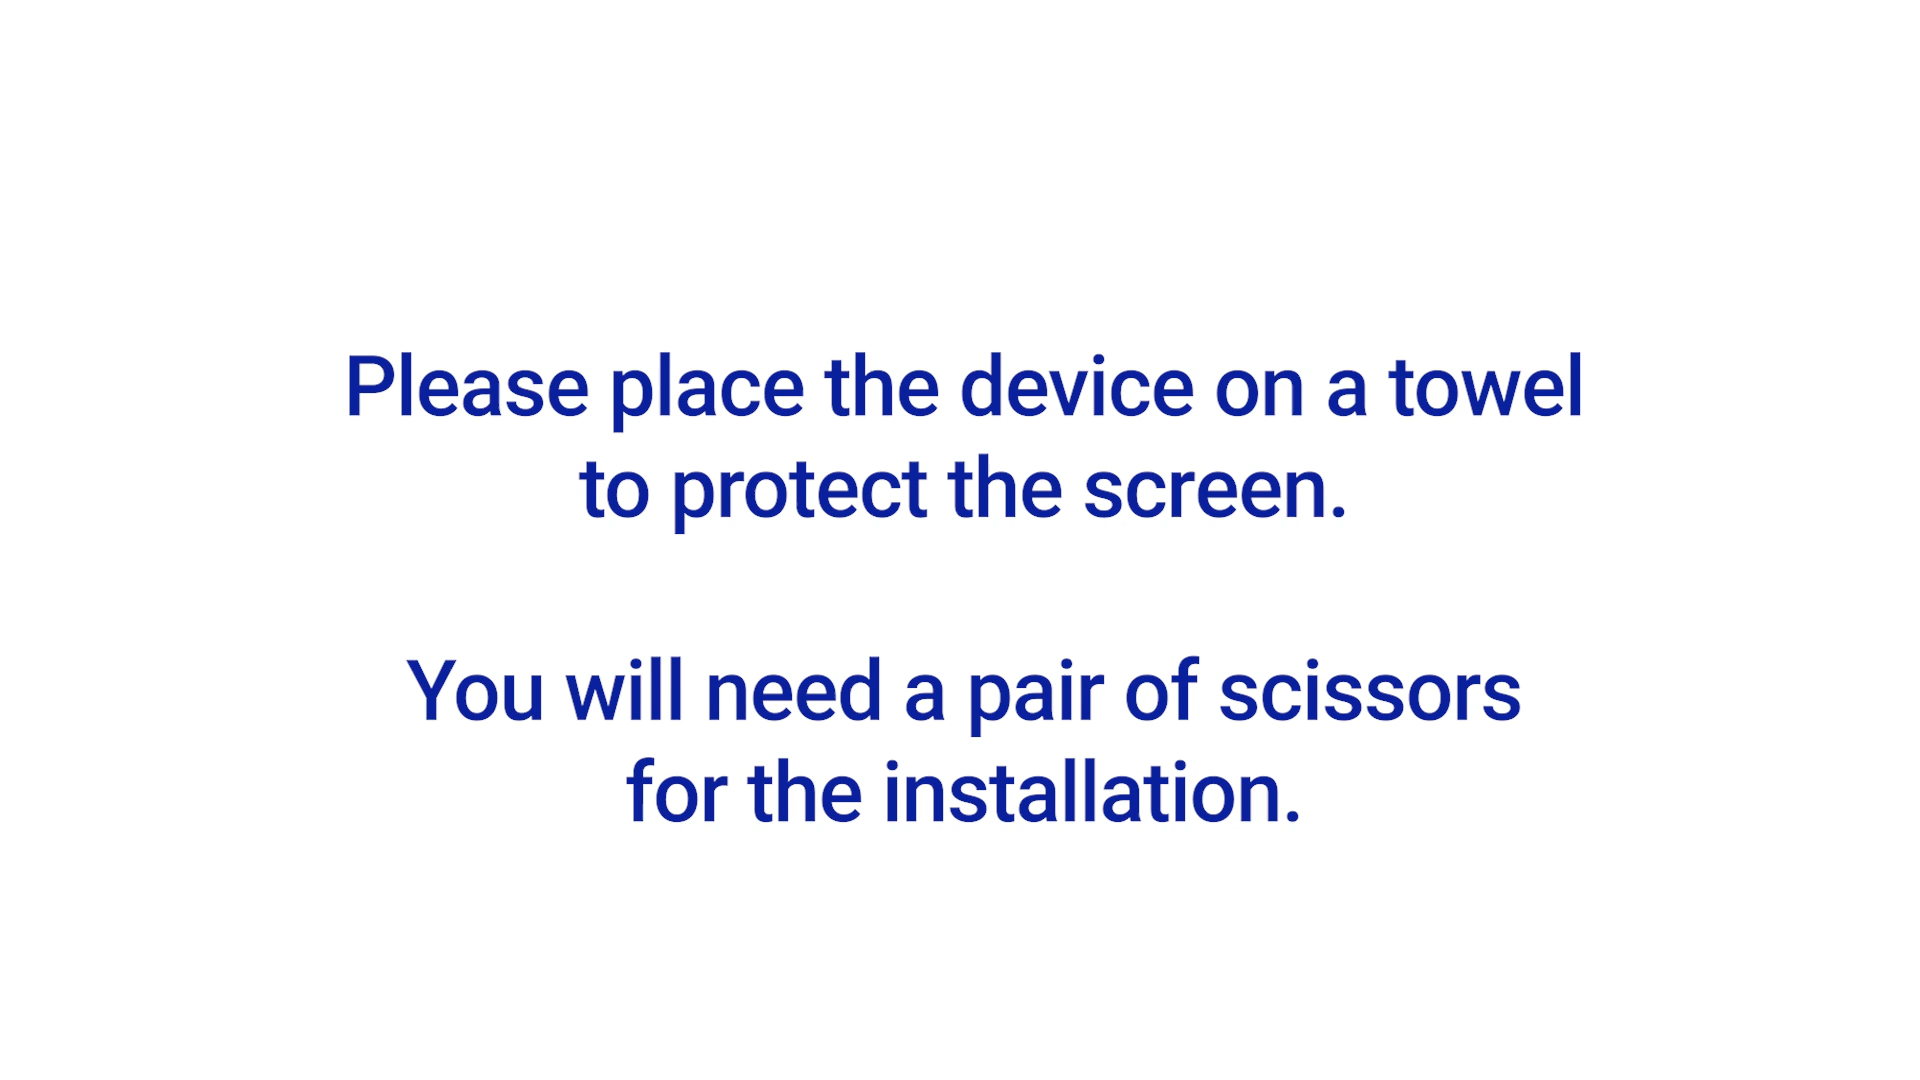 Please place the device on a towel
to protect the screen.
You will need a pair of scissors
for the installation.